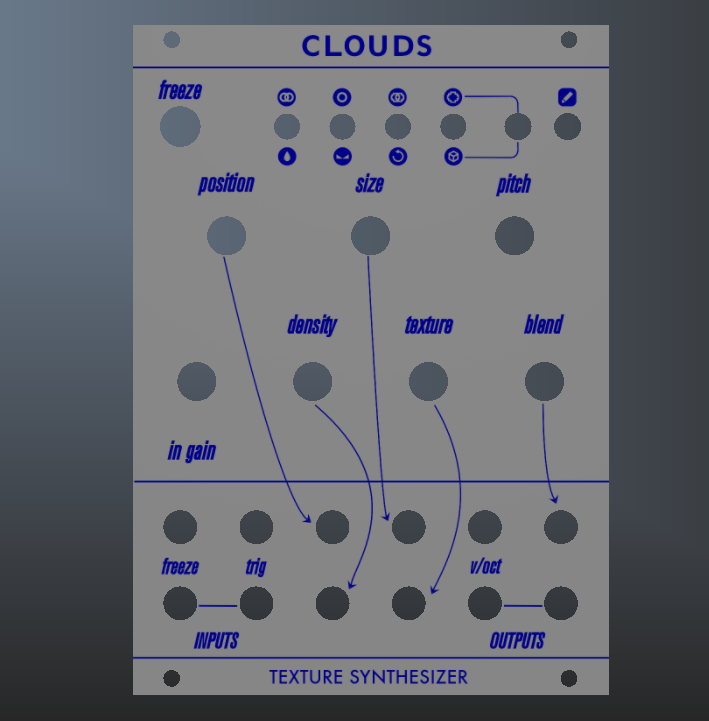 CLOUDS
freeze
position size pitch
density texture blend
in gain
freeze trig v/oct
INPUTS OUTPUTS
TEXTURE SYNTHESIZER